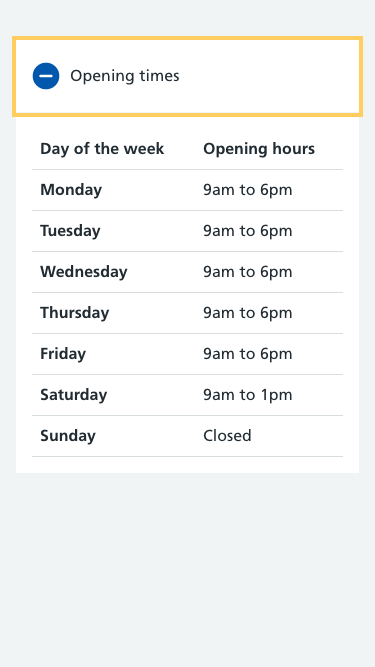 Opening times
Day of the week Opening hours
Monday 9am to 6pm
Tuesday 9am to 6pm
Wednesday 9am to 6pm
Thursday 9am to 6pm
Friday 9am to 6pm
Saturday 9am to 1pm
Sunday Closed